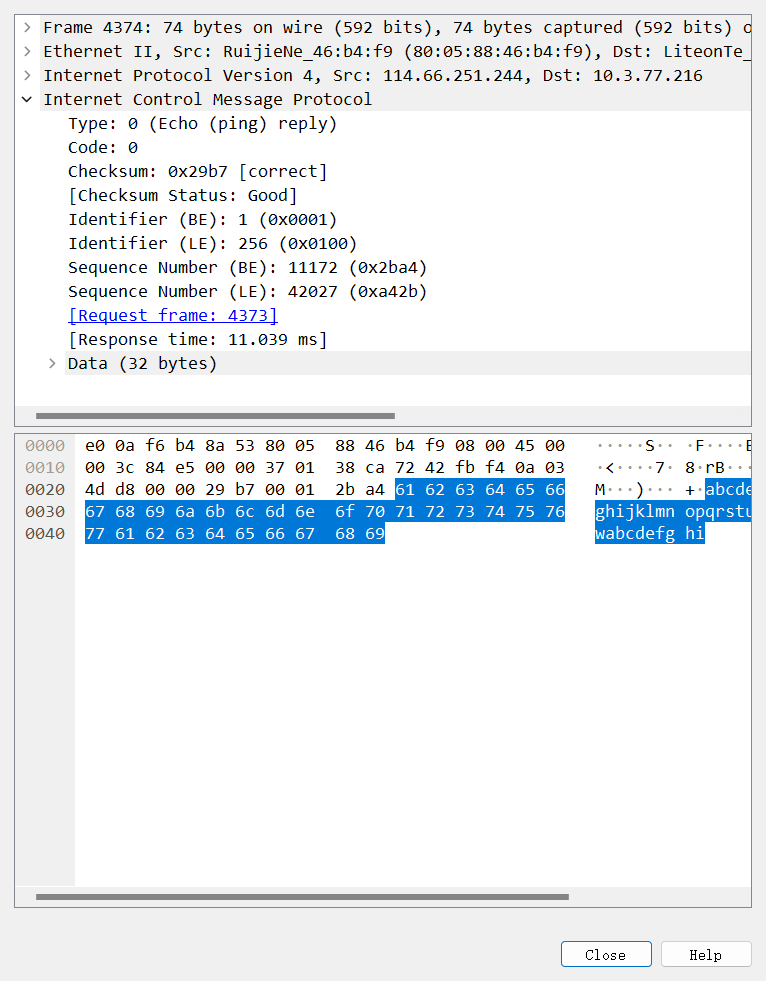 Frame 4374: 74 bytes on wire (592 bits), 74 bytes captured (592 bits) o
Ethernet II, Src: RuijieNe_46:b4:f9 (80:05:88:46:b4:f9), Dst: LiteonTe_
Internet Protocol Version 4, Src: 114.66.251.244, Dst: 10.3.77.216
Internet Control Message Protocol
Type: 0 (Echo (ping) reply)
Code: 0
Checksum: 0x29b7 [correct]
[Checksum Status: Good]
Identifier (BE): 1 (0x0001)
Identifier (LE): 256 (0x0100)
Sequence Number (BE): 11172 (0x2ba4)
Sequence Number (LE): 42027 (0xa42b)
[Request frame: 4373]
[Response time: 11.039 ms]
Data (32 bytes)
0000 e0 0a f6 b4 8a 53 80 05 88 46 b4 f9 08 00 45 00 ·····S·· ·F····E
0010 00 3c 84 e5 00 00 37 01 38 ca 72 42 fb f4 0a 03 ·<····7· 8·rB···
0020 4d d8 00 00 29 b7 00 01 2b a4 61 62 63 64 65 66 M···)··· +·abcde
0030 67 68 69 6a 6b 6c 6d 6e 6f 70 71 72 73 74 75 76 ghijklmn opqrstu
0040 77 61 62 63 64 65 66 67 68 69 wabcdefg hi
Close Help